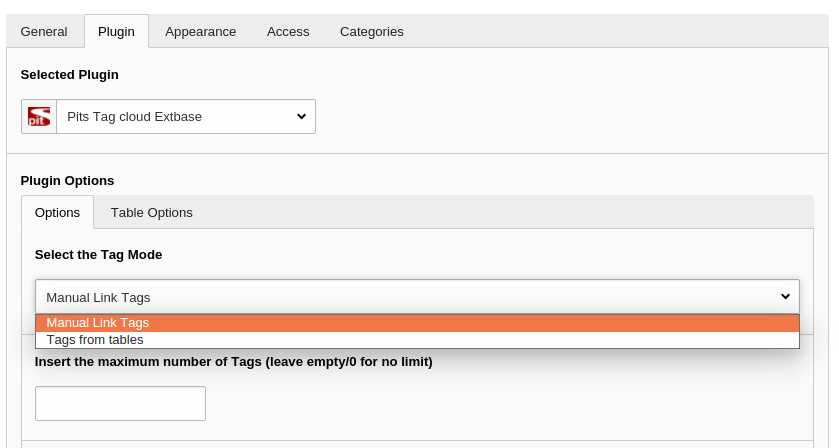 General Plugin Appearance Access Categories
Selected Plugin
pit Pits Tag cloud Extbase
Plugin Options
Options Table Options
Select the Tag Mode
Manual Link Tags
Manual Link Tags
Tags from tables
Insert the maximum number of Tags (leave empty/0 for no limit)